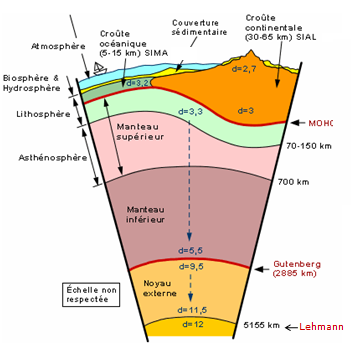 Croûte
continentale
(30-65 km) SIAL
Couverture
sédimentaire
Croûte
océanique
(5-15 km) SIMA
Atmosphère
d=2,7
Biosphère &
Hydrosphère
d=3,2
d=3,3
d=3
Lithosphère
MOHO
Manteau
supérieur
70-150 km
Asthénosphère
700 km
Manteau
inférieur
d=5,5
d=9,5
Gutenberg
(2885 km)
Échelle non
respectée
Noyau
externe
d=11,5
d=12
5155 km
Lehmann